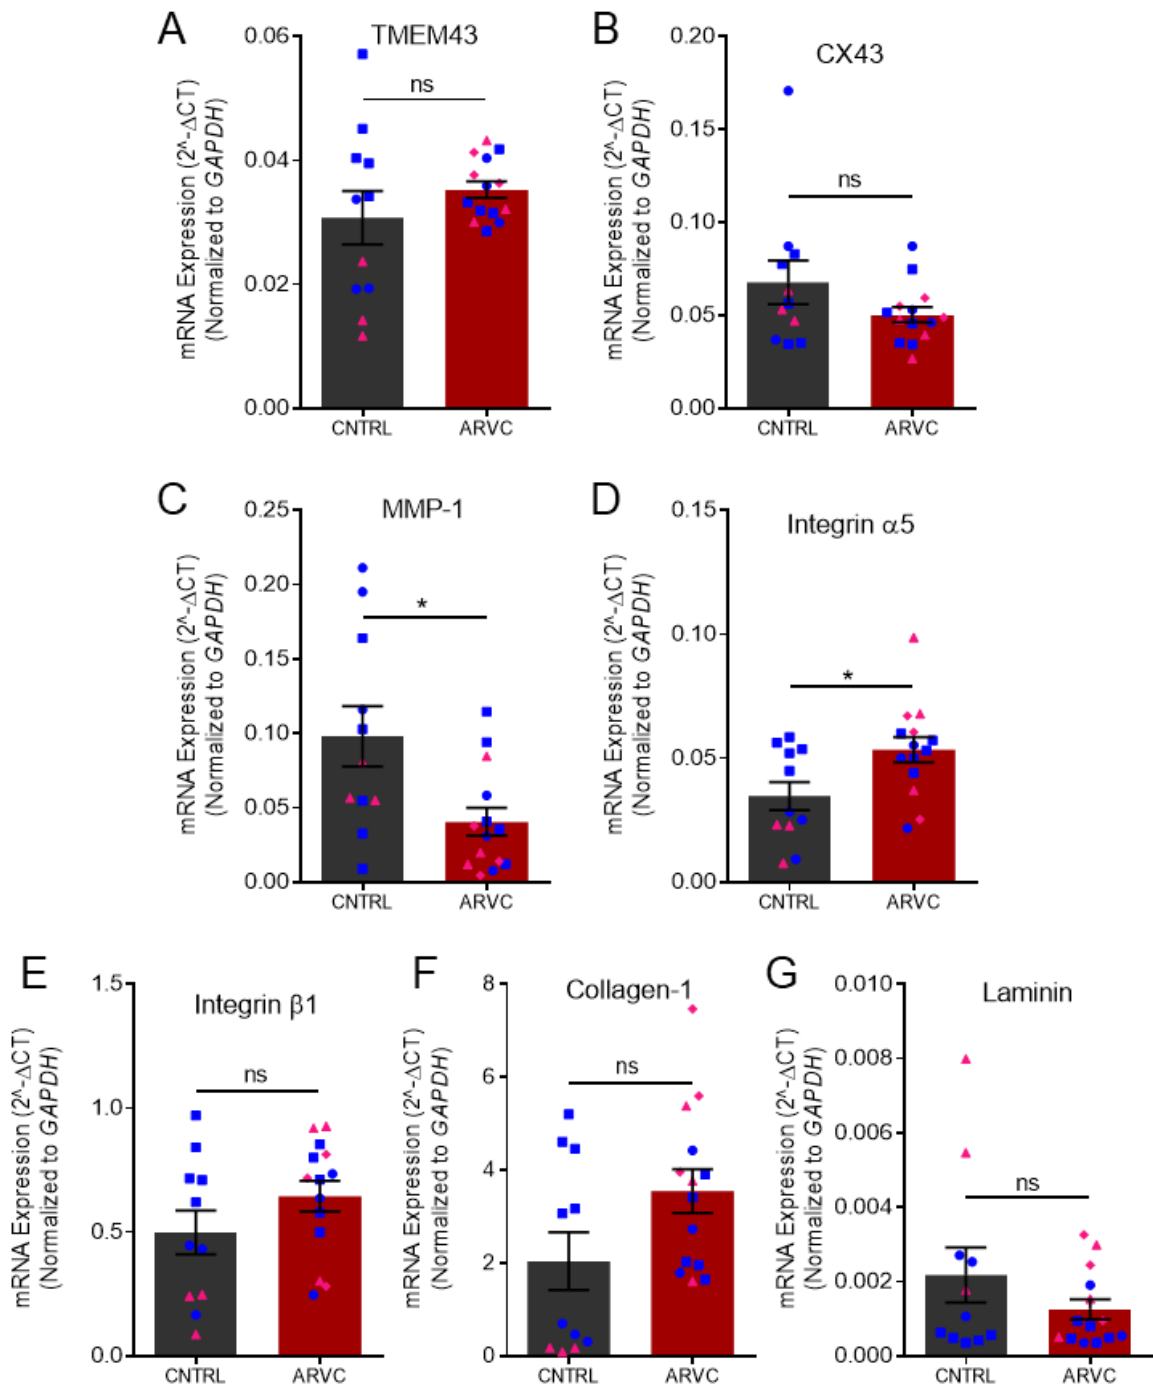 A
TMEM43
mRNA Expression (2^-ΔCT)
(Normalized to GAPDH)
0.06
0.04
0.02
0.00
ns
CNTRL
ARVC
B
CX43
mRNA Expression (2^-ΔCT)
(Normalized to GAPDH)
0.20
0.15
0.10
0.05
0.00
ns
CNTRL
ARVC
C
MMP-1
mRNA Expression (2^-ΔCT)
(Normalized to GAPDH)
0.25
0.20
0.15
0.10
0.05
0.00
*
CNTRL
ARVC
D
Integrin α5
mRNA Expression (2^-ΔCT)
(Normalized to GAPDH)
0.15
0.10
0.05
0.00
*
CNTRL
ARVC
E
Integrin β1
mRNA Expression (2^-ΔCT)
(Normalized to GAPDH)
1.5
1.0
0.5
0.0
ns
CNTRL
ARVC
F
Collagen-1
mRNA Expression (2^-ΔCT)
(Normalized to GAPDH)
8
6
4
2
0
ns
CNTRL
ARVC
G
Laminin
mRNA Expression (2^-ΔCT)
(Normalized to GAPDH)
0.010
0.008
0.006
0.004
0.002
0.000
ns
CNTRL
ARVC